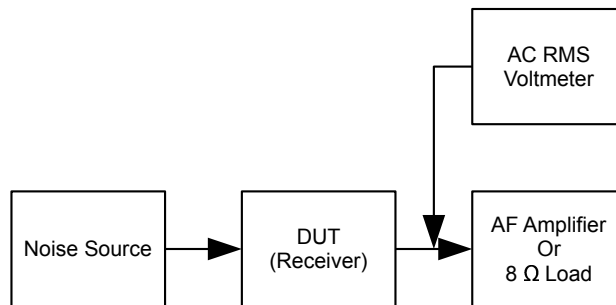 AC RMS
Voltmeter
Noise Source
DUT
(Receiver)
AF Amplifier
Or
8 Ω Load